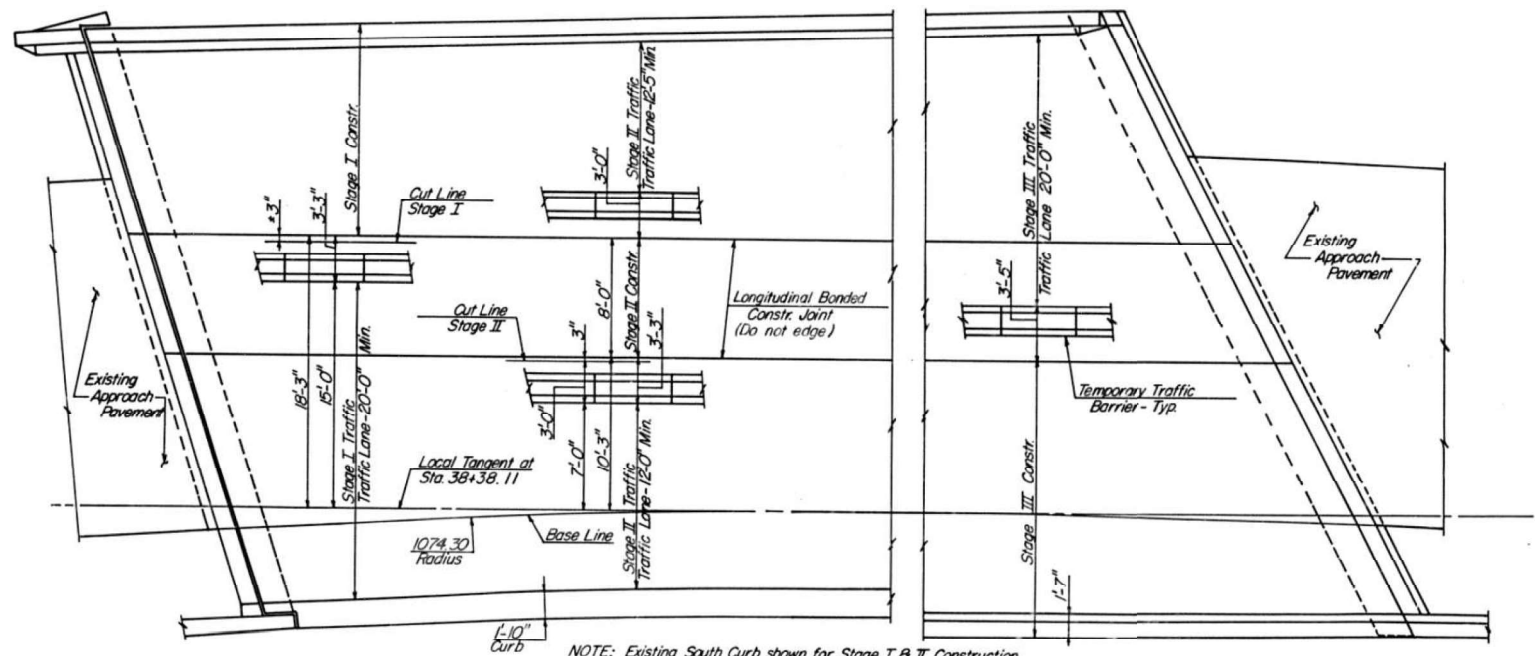 Stage I Constr.
Stage II Traffic
Traffic Lane-12'-5" Min.
Stage III Traffic
Traffic Lane 20'-0" Min.
3'-0"
±3"
3'-3"
Cut Line
Stage I
Existing
Approach
Pavement
3'-5"
8'-0"
Stage II Constr.
Longitudinal Bonded
Constr. Joint
(Do not edge)
Cut Line
Stage II
3"
3'-3"
18'-3"
15'-0"
Stage I Traffic
Traffic Lane-20'-0" Min.
Existing
Approach
Pavement
3'-0"
7'-0"
10'-3"
Temporary Traffic
Barrier - Typ.
Local Tangent at
Sta. 38+38.11
Stage II Traffic
Traffic Lane-12'-0" Min.
Stage III Constr.
1074.30
Radius
Base Line
1'-7"
1'-10"
Curb
NOTE: Existing South Curb shown for Stage I & II Construction